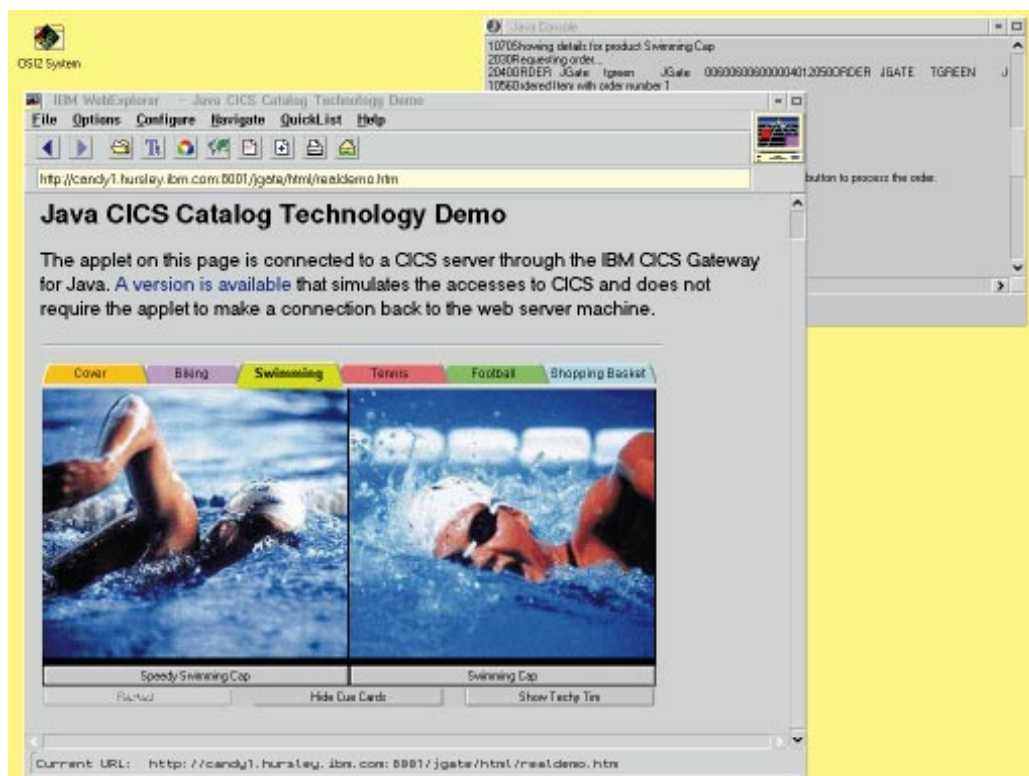 OS/2 System
Java Console
1070Showing details for product Swimming Cap
2030Requesting order...
2040ORDER JGate tgreen JGate 0060060060000040 12050ORDER JGATE TGREEN J
1056Ordered Item with order number 1
button to process the order.
IBM WebExplorer - Java CICS Catalog Technology Demo
File Options Configure Navigate QuickList Help
http://candy1.hursley.ibm.com:8001/jgate/html/realdemo.htm
Java CICS Catalog Technology Demo
The applet on this page is connected to a CICS server through the IBM CICS Gateway
for Java. A version is available that simulates the accesses to CICS and does not
require the applet to make a connection back to the web server machine.
Cover Biking Swimming Tennis Football Shopping Basket
Speedy Swimming Cap Swimming Cap
Hide Cue Cards Show Techy Tim
Current URL: http://candy1.hursley.ibm.com:8001/jgate/html/realdemo.htm